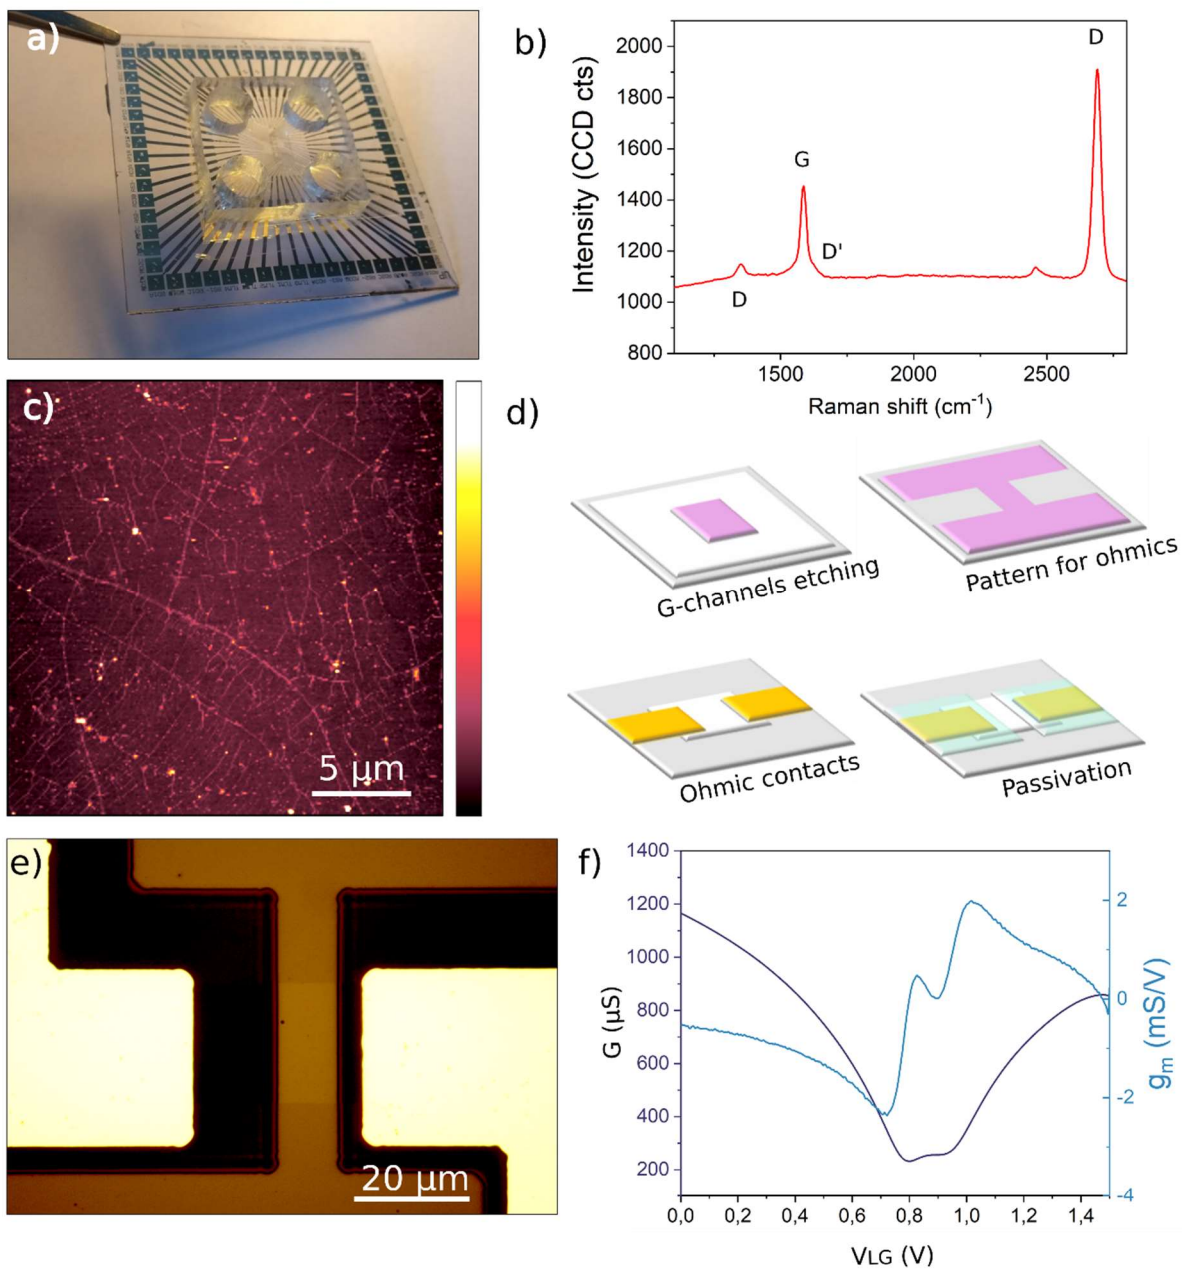 a)
b)
2000
1800
1600
1400
1200
1000
800
Intensity (CCD cts)
D
G
D'
D
1500 2000 2500
Raman shift (cm⁻¹)
c)
5 µm
d)
G-channels etching
Pattern for ohmics
Ohmic contacts
Passivation
e)
20 µm
f)
1400
1200
1000
800
600
400
200
G (µS)
2
0
-2
-4
gₘ (mS/V)
0,0 0,2 0,4 0,6 0,8 1,0 1,2 1,4
VLG (V)